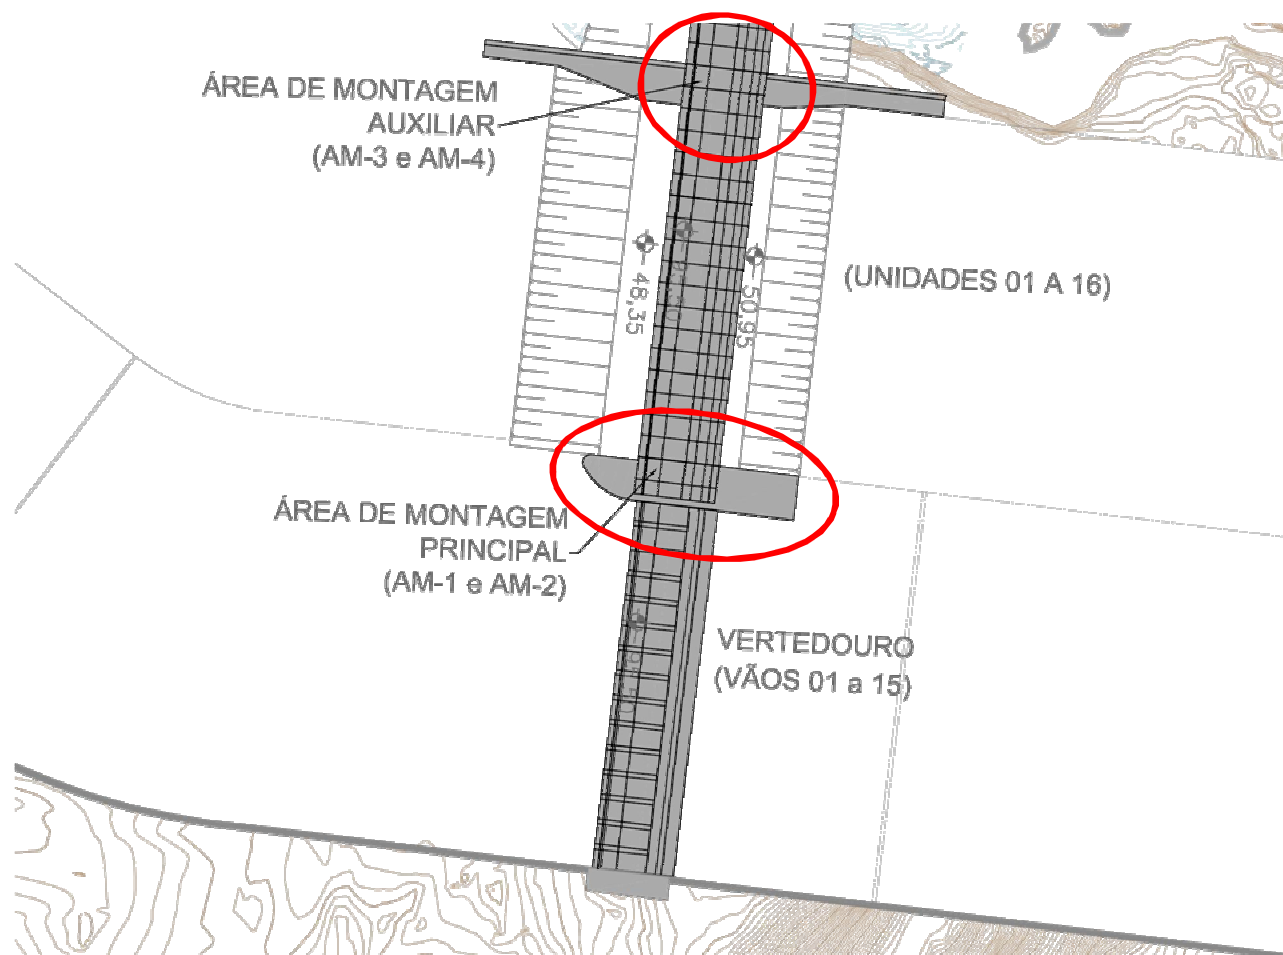 ÁREA DE MONTAGEM
AUXILIAR
(AM-3 e AM-4)
(UNIDADES 01 A 16)
48,35
50,95
ÁREA DE MONTAGEM
PRINCIPAL
(AM-1 e AM-2)
VERTEDOURO
(VÃOS 01 a 15)